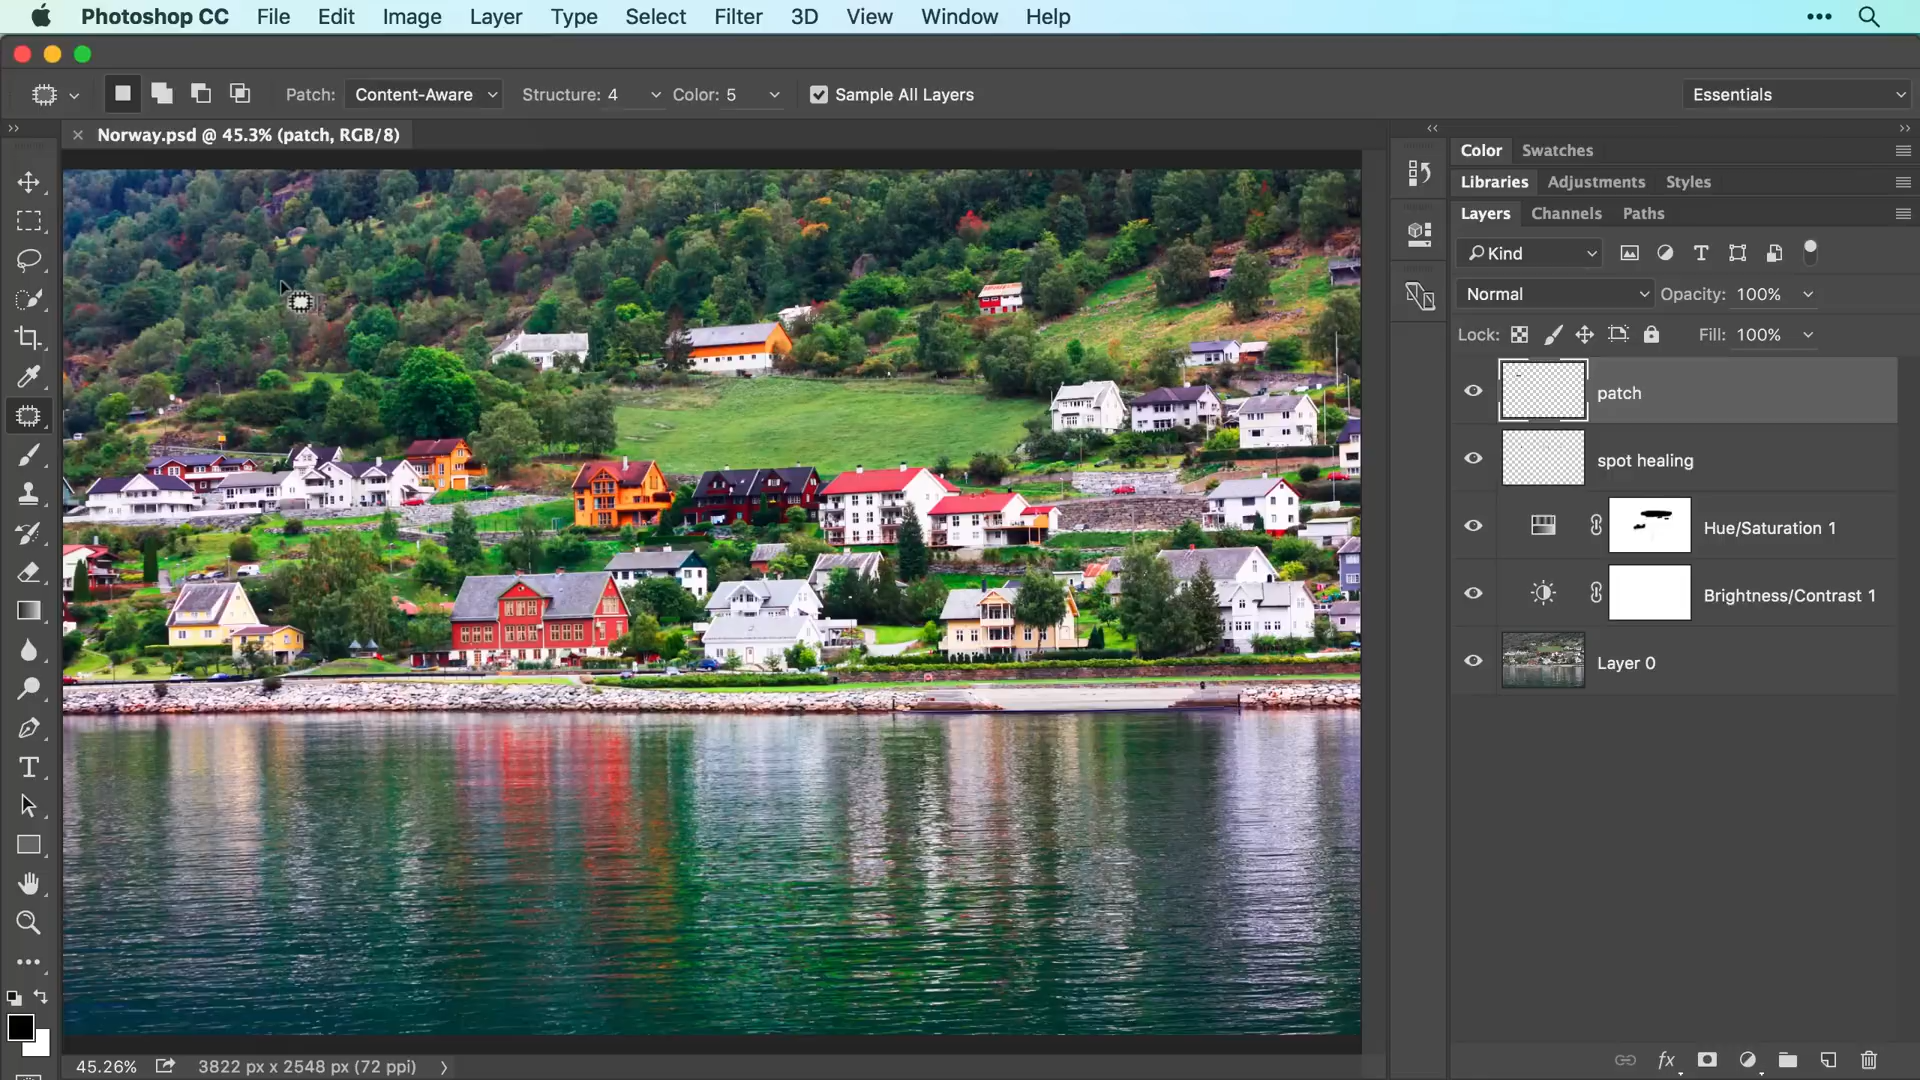 Photoshop CC File Edit Image Layer Type Select Filter 3D View Window Help
Patch: Content-Aware Structure: 4 Color: 5 Sample All Layers Essentials
Norway.psd @ 45.3% (patch, RGB/8)
Color Swatches
Libraries Adjustments Styles
Layers Channels Paths
Kind
Normal Opacity: 100%
Lock: Fill: 100%
patch
spot healing
Hue/Saturation 1
Brightness/Contrast 1
Layer 0
45.26% 3822 px x 2548 px (72 ppi)
fx